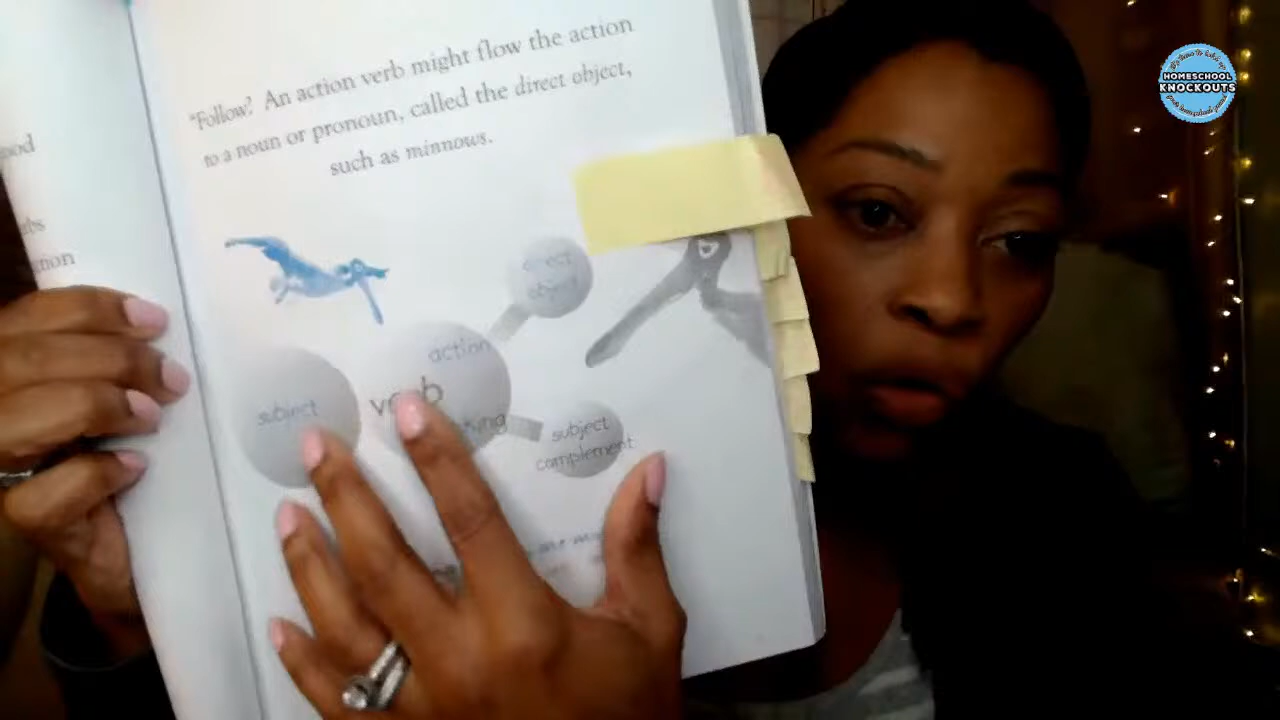 "Follow? An action verb might flow the action
to a noun or pronoun, called the direct object,
such as minnows.
direct
object
action
verb
subject
subject
complement
HOMESCHOOL
KNOCKOUTS